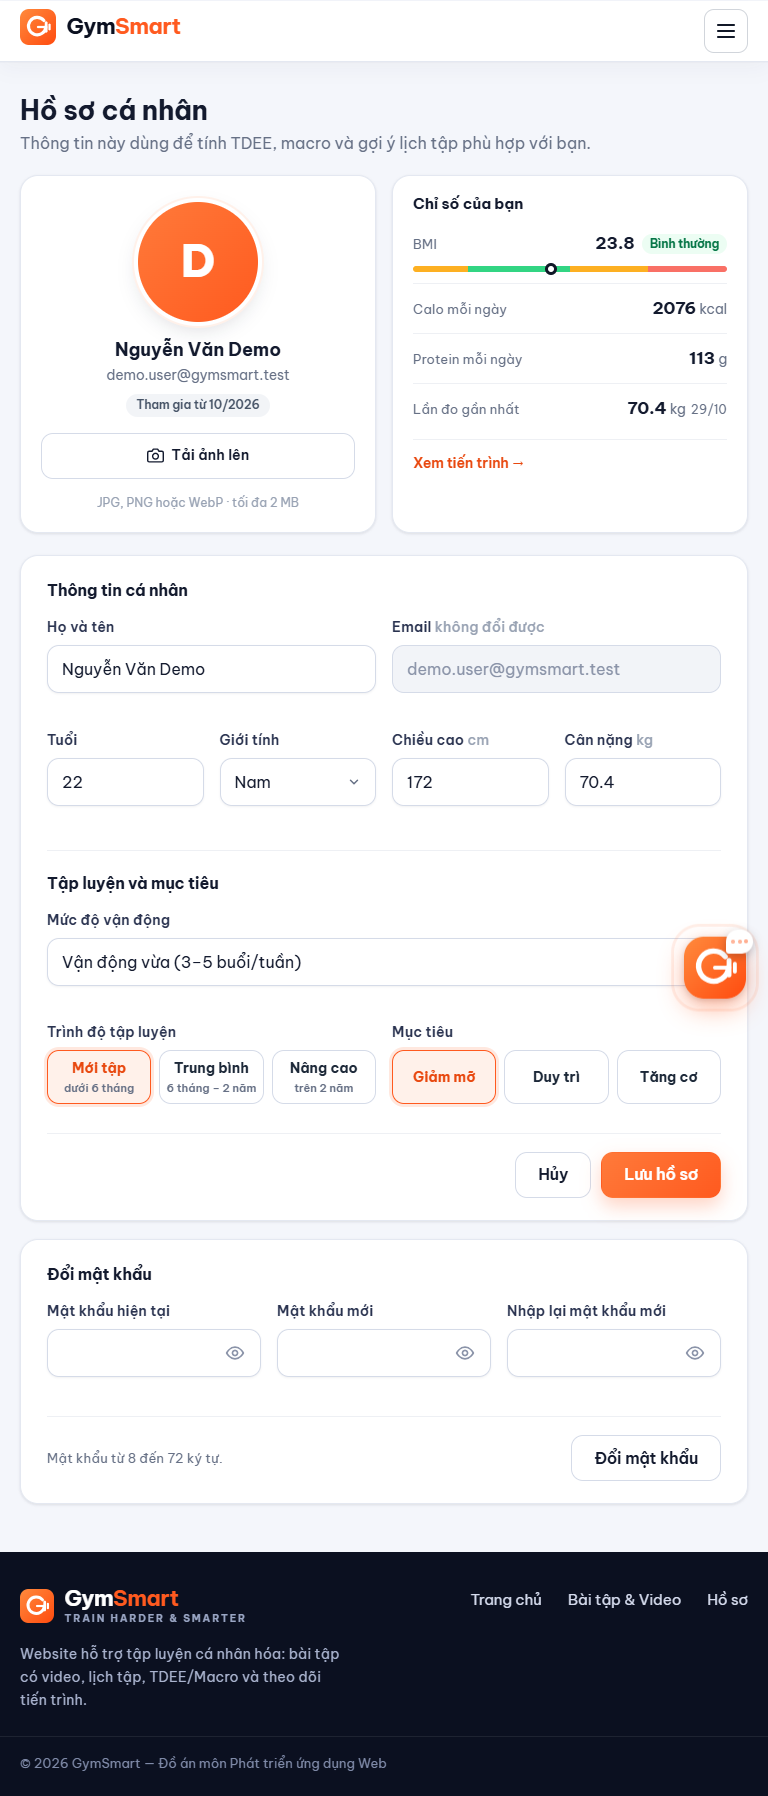 GymSmart
Hồ sơ cá nhân
Thông tin này dùng để tính TDEE, macro và gợi ý lịch tập phù hợp với bạn.
D
Nguyễn Văn Demo
demo.user@gymsmart.test
Tham gia từ 10/2026
Tải ảnh lên
JPG, PNG hoặc WebP · tối đa 2 MB
Chỉ số của bạn
BMI 23.8 Bình thường
Calo mỗi ngày 2076 kcal
Protein mỗi ngày 113 g
Lần đo gần nhất 70.4 kg 29/10
Xem tiến trình →
Thông tin cá nhân
Họ và tên Email không đổi được
Nguyễn Văn Demo demo.user@gymsmart.test
Tuổi Giới tính Chiều cao cm Cân nặng kg
22 Nam 172 70.4
Tập luyện và mục tiêu
Mức độ vận động
Vận động vừa (3–5 buổi/tuần)
Trình độ tập luyện Mục tiêu
Mới tập Trung bình Nâng cao Giảm mỡ Duy trì Tăng cơ
dưới 6 tháng 6 tháng – 2 năm trên 2 năm
Hủy Lưu hồ sơ
Đổi mật khẩu
Mật khẩu hiện tại Mật khẩu mới Nhập lại mật khẩu mới
Mật khẩu từ 8 đến 72 ký tự. Đổi mật khẩu
GymSmart Trang chủ Bài tập & Video Hồ sơ
TRAIN HARDER & SMARTER
Website hỗ trợ tập luyện cá nhân hóa: bài tập
có video, lịch tập, TDEE/Macro và theo dõi
tiến trình.
© 2026 GymSmart — Đồ án môn Phát triển ứng dụng Web